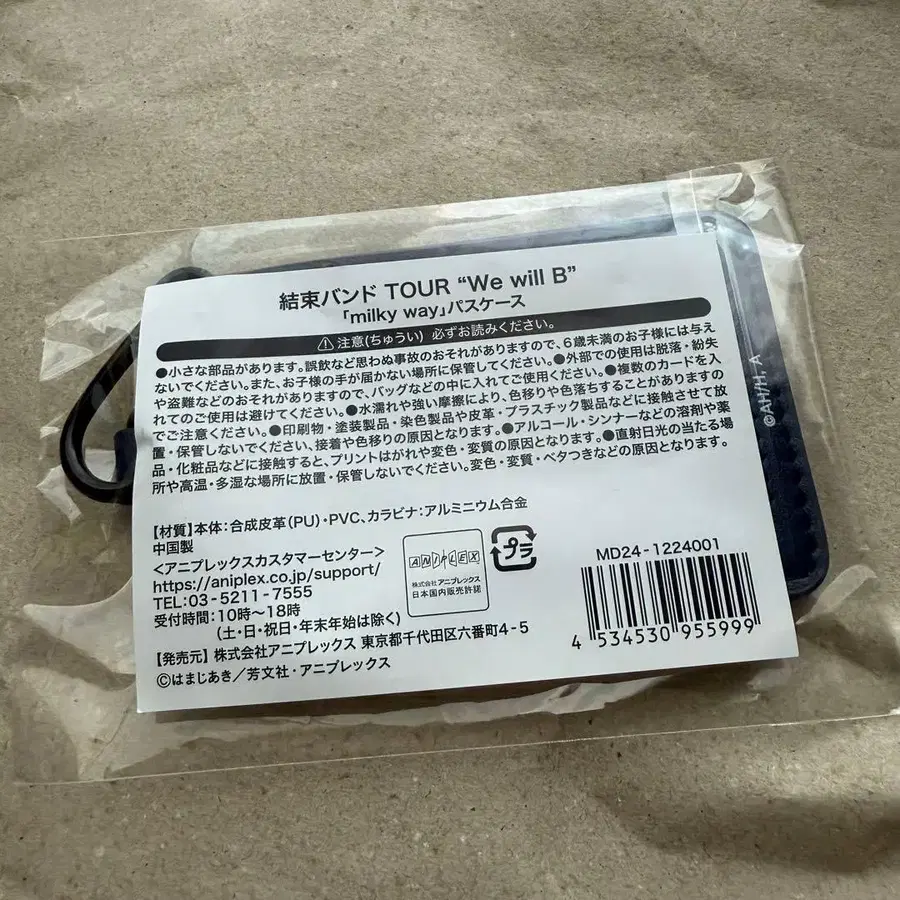 結束バンド TOUR “We will B”
「milky way」パスケース
⚠注意(ちゅうい) 必ずお読みください。
●小さな部品があります。誤飲など思わぬ事故のおそれがありますので、6歳未満のお子様には与え
ないでください。また、お子様の手が届かない場所に保管してください。●外部での使用は脱落・紛失
や盗難などのおそれがありますので、バッグなどの中に入れてご使用ください。●複数のカードを入
れてのご使用は避けてください。●水濡れや強い摩擦により、色移りや色落ちすることがありますの
でご注意ください。●印刷物・塗装製品・染色製品や皮革・プラスチック製品などに接触させて放
置・保管しないでください、接着や色移りの原因となります。●アルコール・シンナーなどの溶剤や薬
品・化粧品などに接触すると、プリントはがれや変色・変質の原因となります。●直射日光の当たる場
所や高温・多湿な場所に放置・保管しないでください。変色・変質・ベタつきなどの原因となります。
【材質】本体:合成皮革(PU)・PVC、カラビナ:アルミニウム合金
中国製
<アニプレックスカスタマーセンター>
https://aniplex.co.jp/support/
TEL:03-5211-7555
受付時間:10時〜18時
(土・日・祝日・年末年始は除く)
【発売元】株式会社アニプレックス 東京都千代田区六番町4-5
©はまじあき/芳文社・アニプレックス
ANIPLEX
株式会社アニプレックス
日本国内販売許諾
プラ
MD24-1224001
4 534530 955999
©AH/H, A